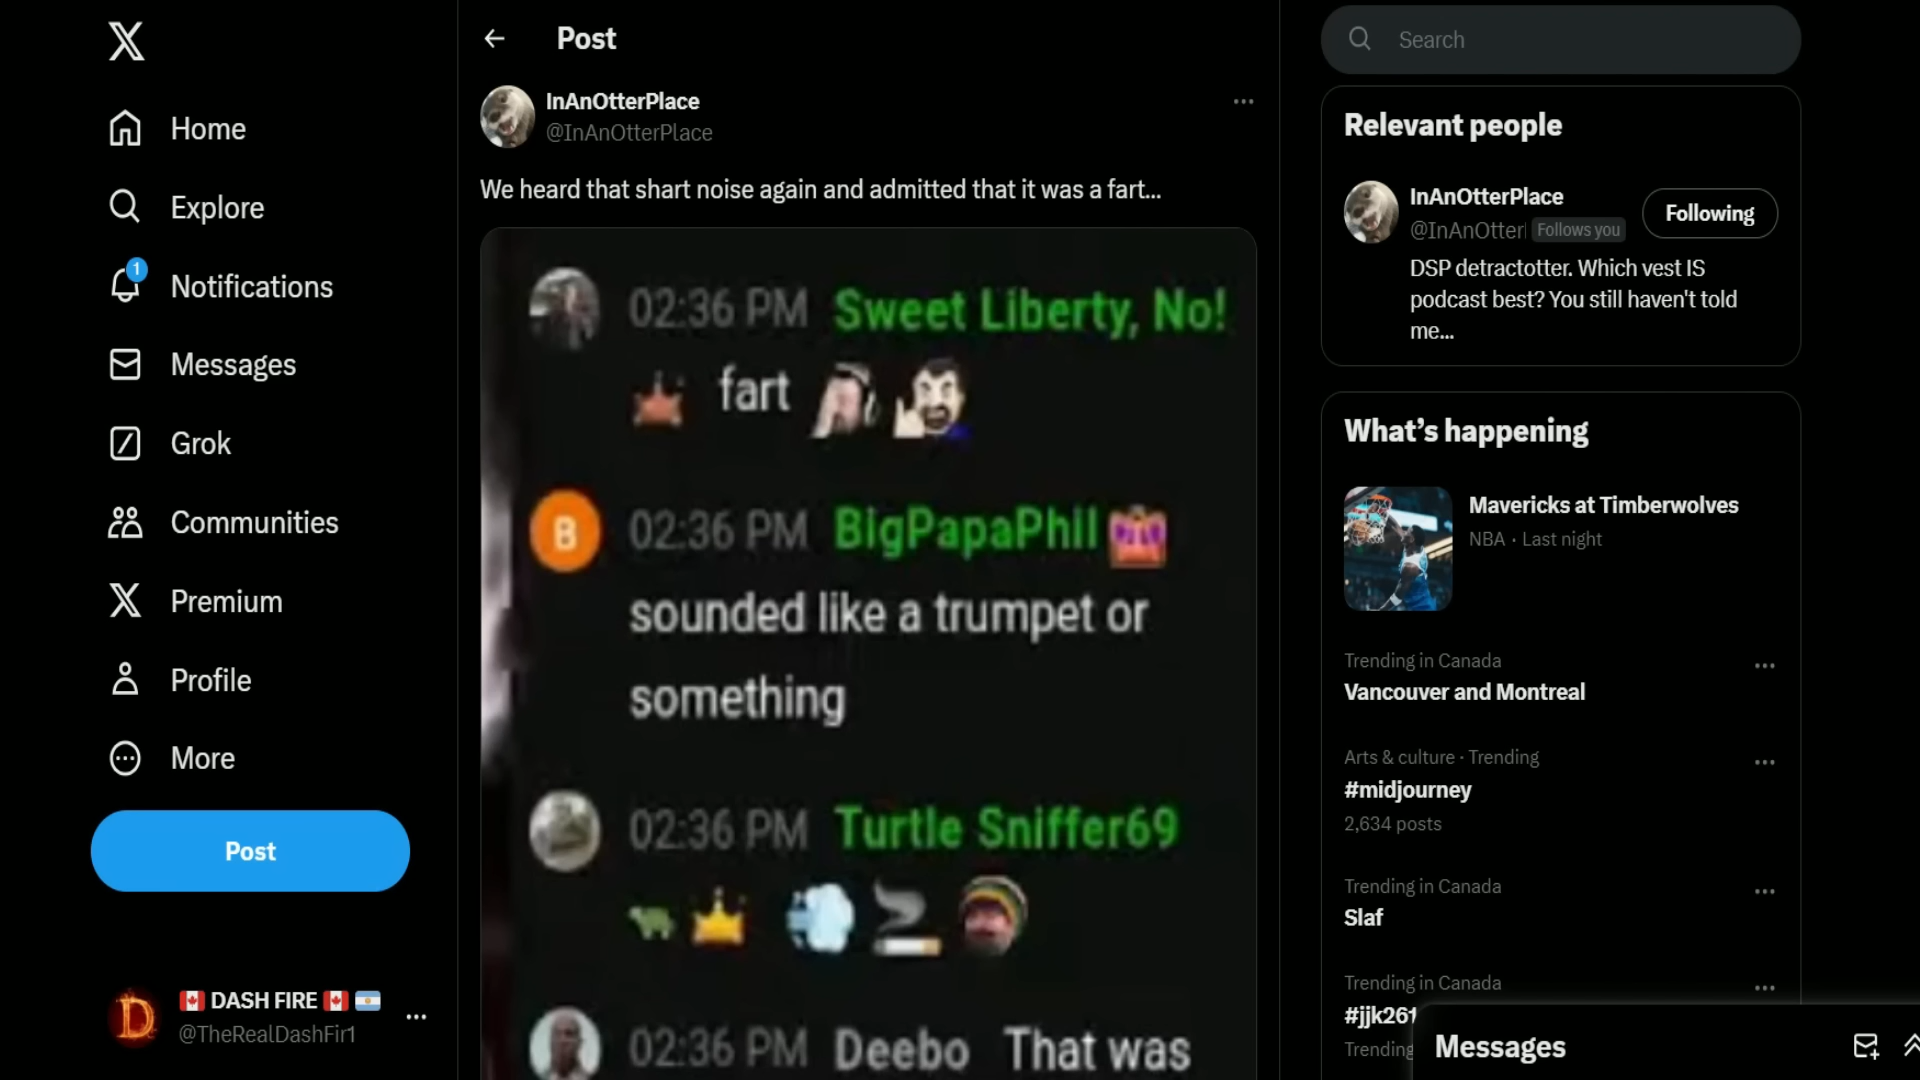 Home
Explore
1
Notifications
Messages
Grok
Communities
Premium
Profile
More
Post
DASH FIRE
@TheRealDashFir1
Post
InAnOtterPlace
@InAnOtterPlace
We heard that shart noise again and admitted that it was a fart...
02:36 PM Sweet Liberty, No!
fart
B
02:36 PM BigPapaPhil
sounded like a trumpet or
something
02:36 PM Turtle Sniffer69
02:36 PM Deebo That was
Search
Relevant people
InAnOtterPlace
Following
@InAnOtter Follows you
DSP detractotter. Which vest IS
podcast best? You still haven't told
me...
What's happening
Mavericks at Timberwolves
NBA · Last night
Trending in Canada
Vancouver and Montreal
Arts & culture · Trending
#midjourney
2,634 posts
Trending in Canada
Slaf
Trending in Canada
#jjk261
Trending
Messages